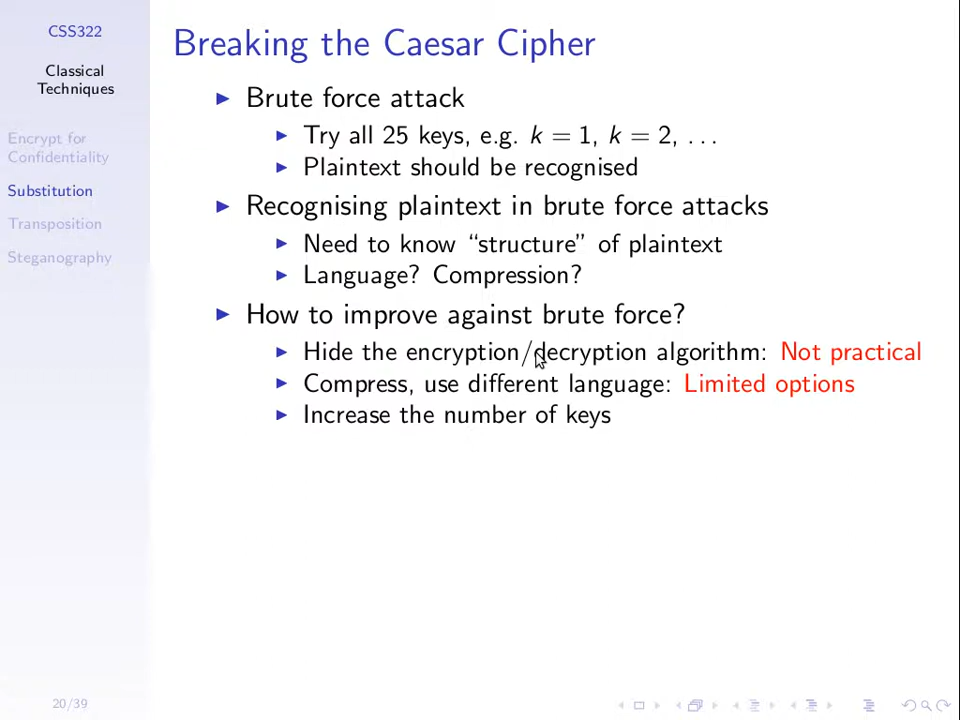 CSS322
Classical
Techniques
Encrypt for
Confidentiality
Substitution
Transposition
Steganography
Breaking the Caesar Cipher
Brute force attack
Try all 25 keys, e.g. k = 1, k = 2, . . .
Plaintext should be recognised
Recognising plaintext in brute force attacks
Need to know “structure” of plaintext
Language? Compression?
How to improve against brute force?
Hide the encryption/decryption algorithm: Not practical
Compress, use different language: Limited options
Increase the number of keys
20/39